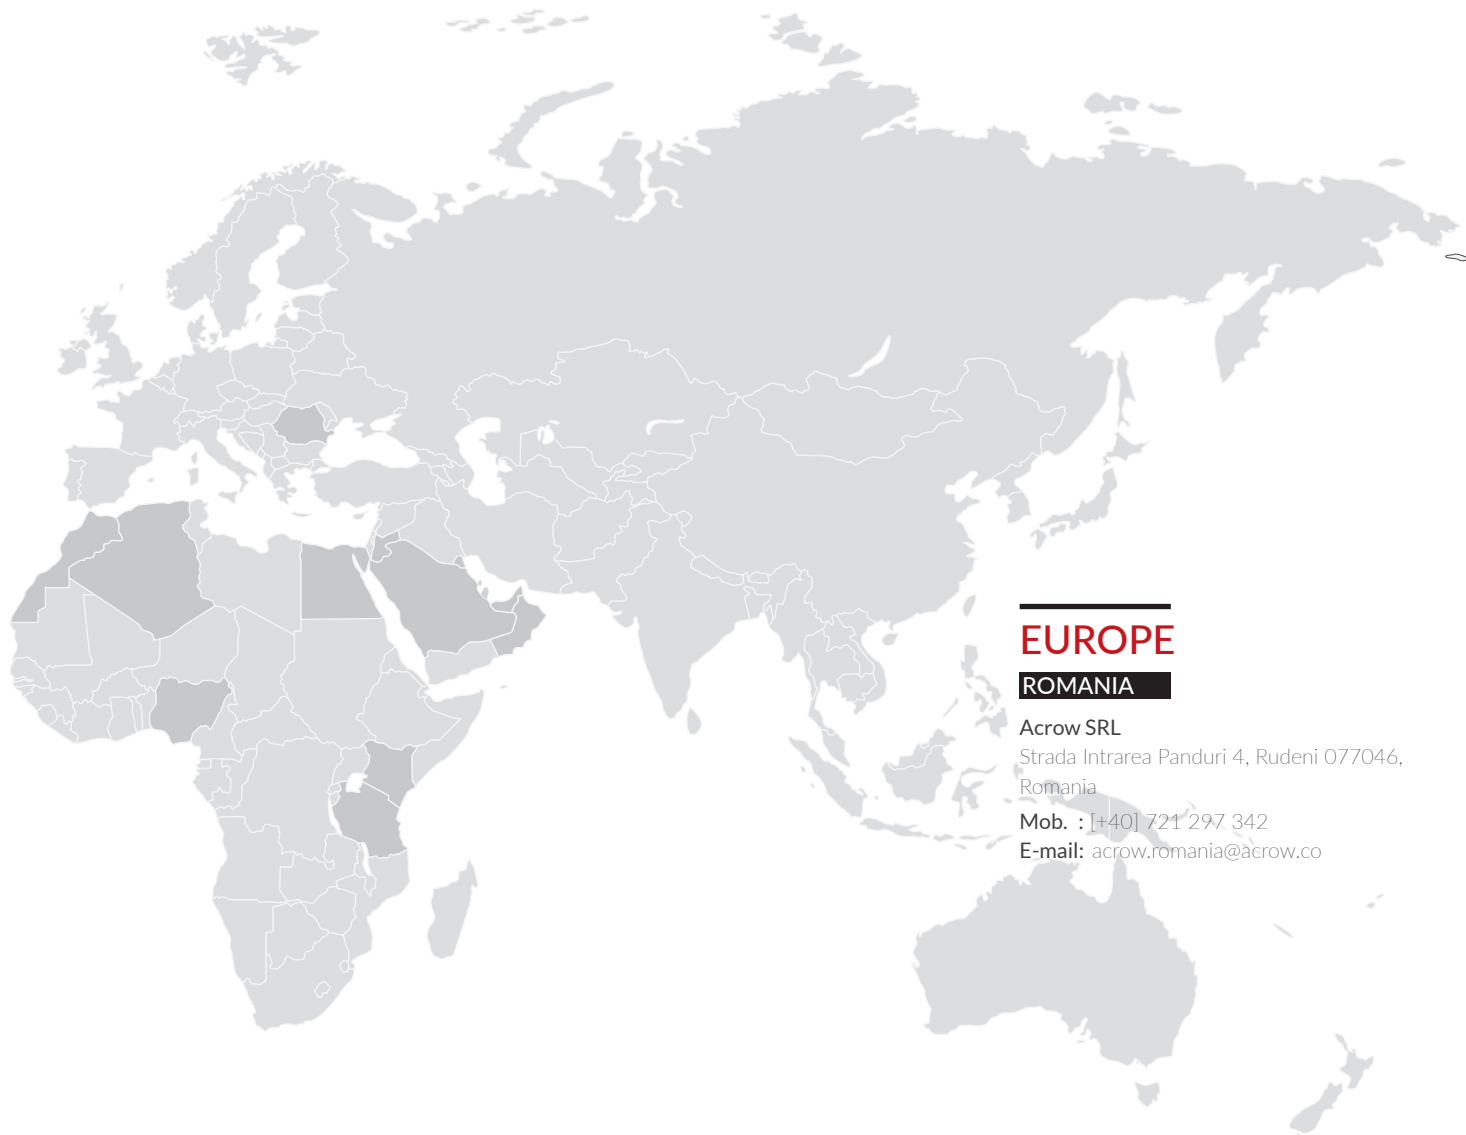 EUROPE
ROMANIA
Acrow SRL
Strada Intrarea Panduri 4, Rudeni 077046,
Romania
Mob. : [+40] 721 297 342
E-mail: acrow.romania@acrow.co